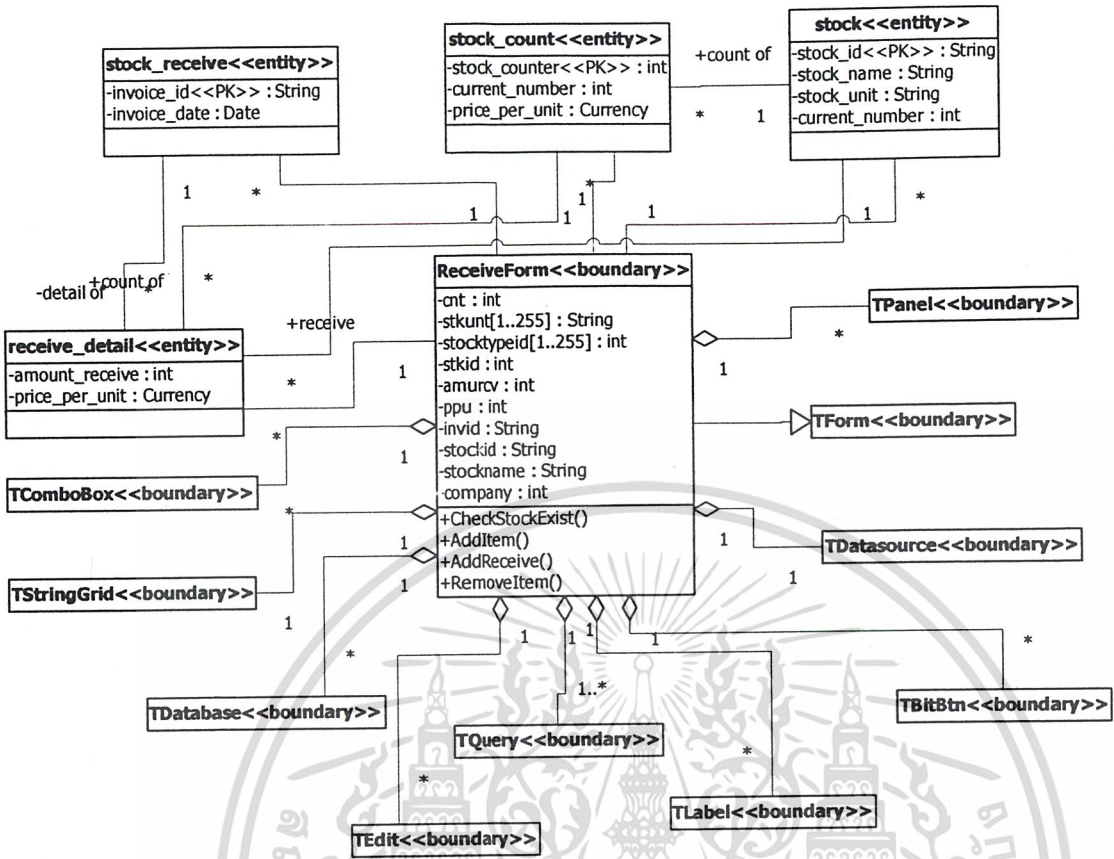 stock_receive<<entity>>
-invoice_id<<PK>> : String
-invoice_date : Date
stock_count<<entity>>
-stock_counter<<PK>> : int
-current_number : int
-price_per_unit : Currency
+count of
*
1
stock<<entity>>
-stock_id<<PK>> : String
-stock_name : String
-stock_unit : String
-current_number : int
1
*
1
1
*
1
1
1
*
-detail of
+count of
*
*
+receive
receive_detail<<entity>>
-amount_receive : int
-price_per_unit : Currency
*
1
ReceiveForm<<boundary>>
-cnt : int
-stkunt[1..255] : String
-stocktypeid[1..255] : int
-stkid : int
-amurcv : int
-ppu : int
-invid : String
-stockid : String
-stockname : String
-company : int
+CheckStockExist()
+AddItem()
+AddReceive()
+RemoveItem()
TPanel<<boundary>>
*
1
TForm<<boundary>>
*
1
TComboBox<<boundary>>
*
1
TStringGrid<<boundary>>
1
1
TDatasource<<boundary>>
1
1
*
TDatabase<<boundary>>
1
1
1
1
1..*
*
TBitBtn<<boundary>>
TQuery<<boundary>>
*
*
TLabel<<boundary>>
TEdit<<boundary>>